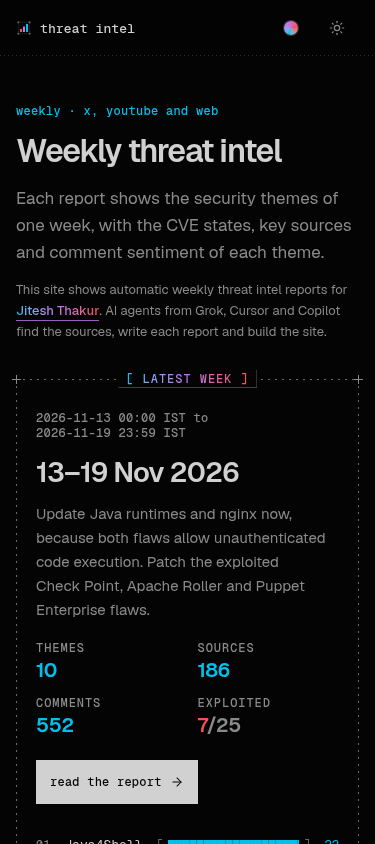 threat intel
weekly · x, youtube and web
Weekly threat intel
Each report shows the security themes of
one week, with the CVE states, key sources
and comment sentiment of each theme.
This site shows automatic weekly threat intel reports for
Jitesh Thakur. AI agents from Grok, Cursor and Copilot
find the sources, write each report and build the site.
[ LATEST WEEK ]
2026-11-13 00:00 IST to
2026-11-19 23:59 IST
13–19 Nov 2026
Update Java runtimes and nginx now,
because both flaws allow unauthenticated
code execution. Patch the exploited
Check Point, Apache Roller and Puppet
Enterprise flaws.
THEMES SOURCES
10 186
COMMENTS EXPLOITED
552 7/25
read the report →